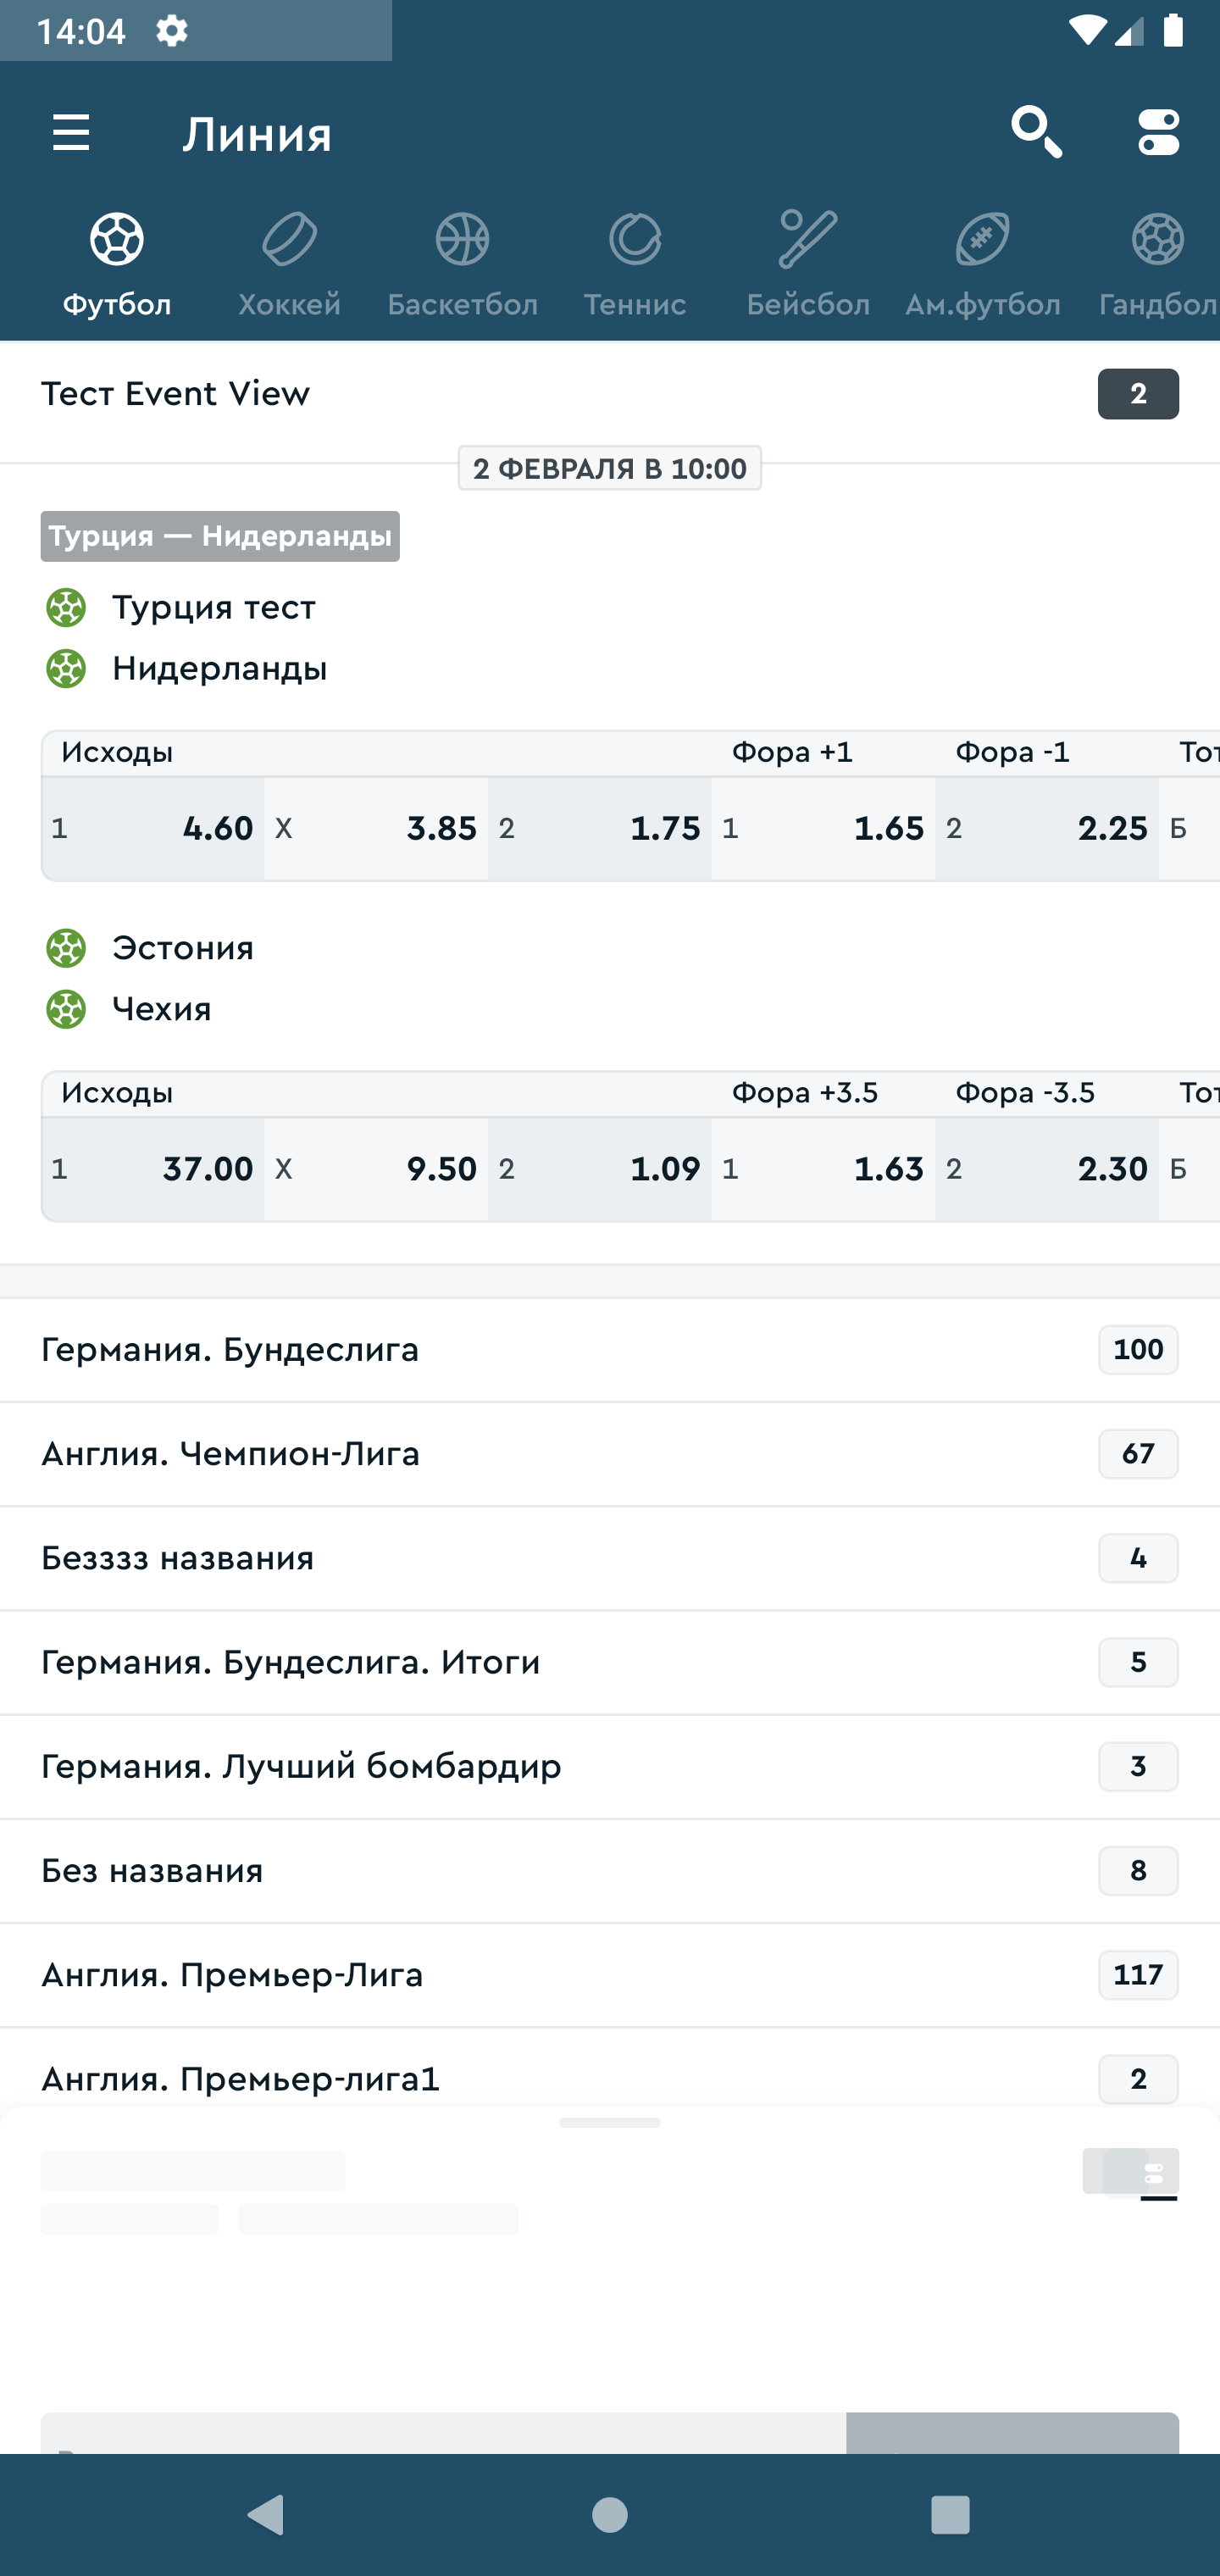 14:04
Линия
Футбол Хоккей Баскетбол Теннис Бейсбол Ам.футбол Гандбол
Тест Event View 2
2 ФЕВРАЛЯ В 10:00
Турция — Нидерланды
Турция тест
Нидерланды
Исходы Фора +1 Фора -1 Тот
1 4.60 X 3.85 2 1.75 1 1.65 2 2.25 Б
Эстония
Чехия
Исходы Фора +3.5 Фора -3.5 Тот
1 37.00 X 9.50 2 1.09 1 1.63 2 2.30 Б
Германия. Бундеслига 100
Англия. Чемпион-Лига 67
Безззз названия 4
Германия. Бундеслига. Итоги 5
Германия. Лучший бомбардир 3
Без названия 8
Англия. Премьер-Лига 117
Англия. Премьер-лига1 2